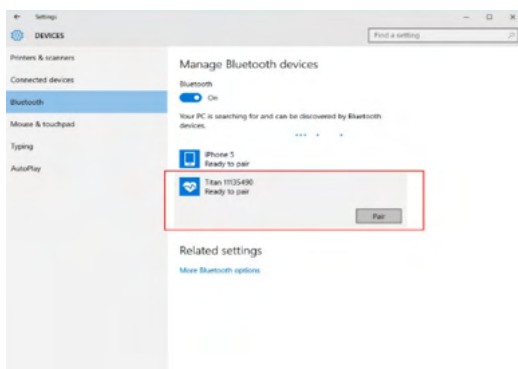 Settings
DEVICES
Find a setting
Printers & scanners
Connected devices
Bluetooth
Mouse & touchpad
Typing
AutoPlay
Manage Bluetooth devices
Bluetooth
On
Your PC is searching for and can be discovered by Bluetooth
devices.
iPhone 5
Ready to pair
Titan 11135490
Ready to pair
Pair
Related settings
More Bluetooth options